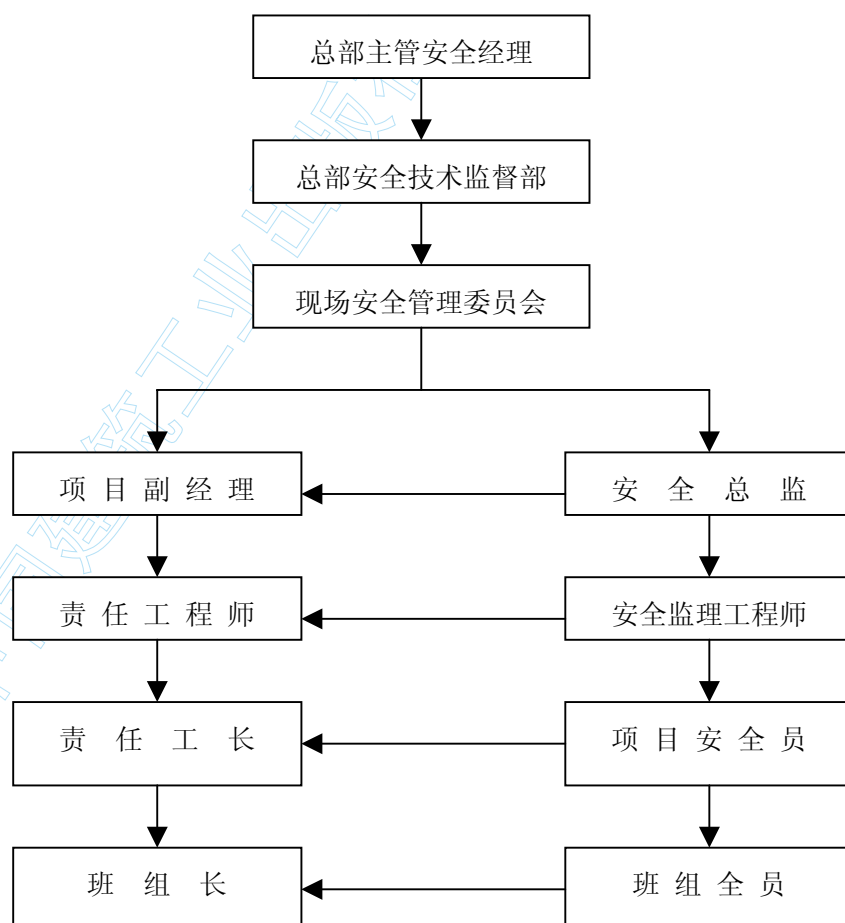 总部主管安全经理
总部安全技术监督部
现场安全管理委员会
项目副经理
安全总监
责任工程师
安全监理工程师
责任工长
项目安全员
班组长
班组全员